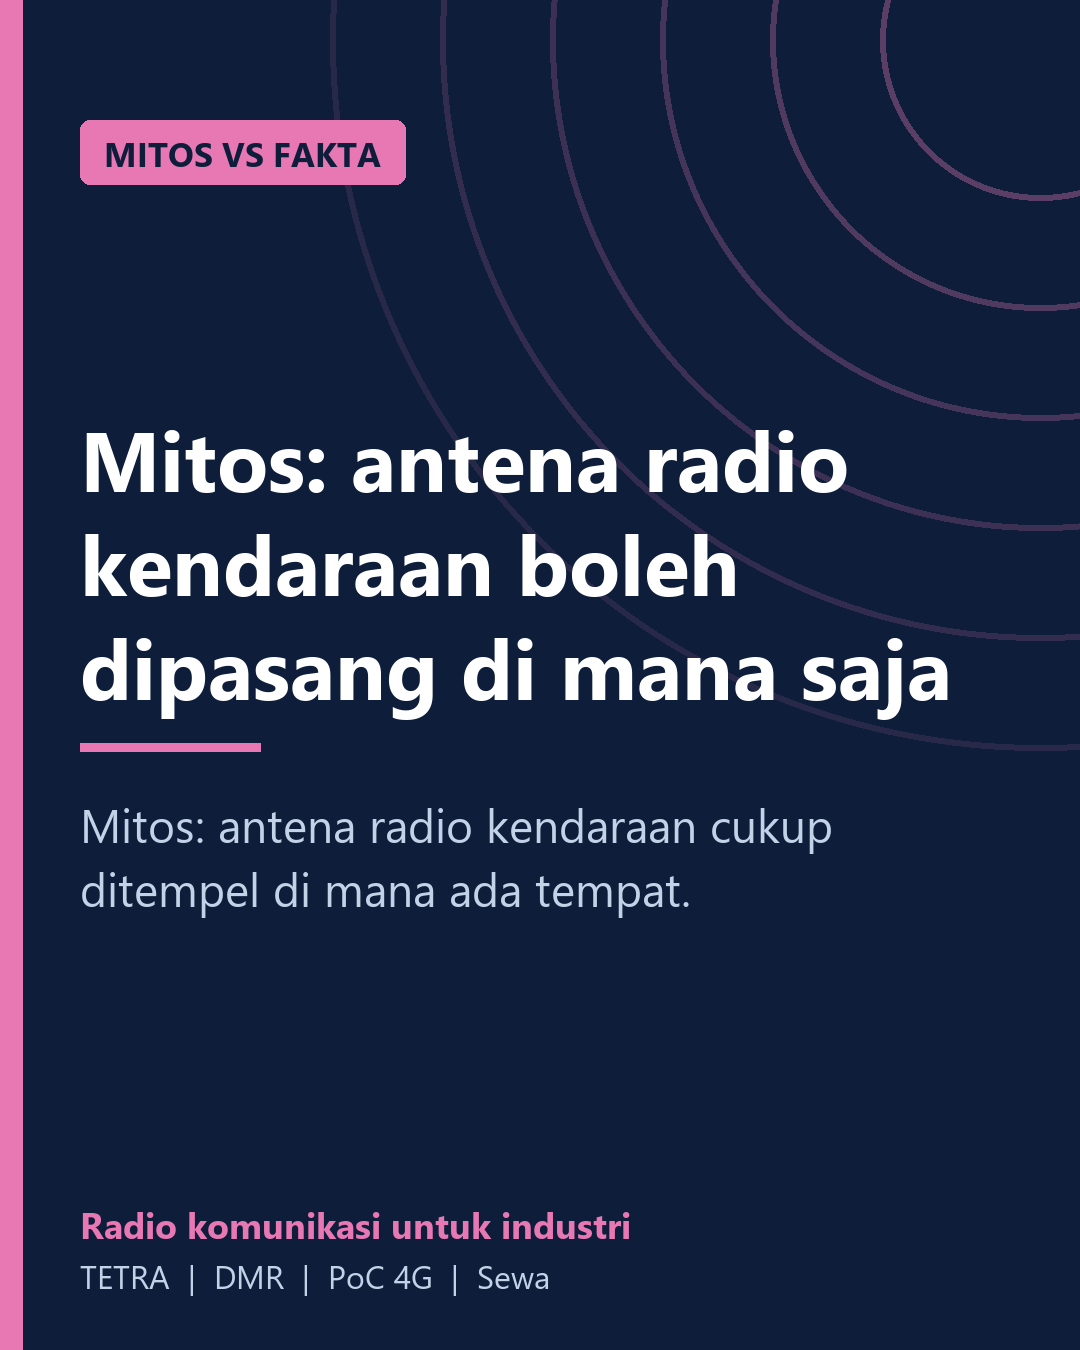 MITOS VS FAKTA
Mitos: antena radio
kendaraan boleh
dipasang di mana saja
Mitos: antena radio kendaraan cukup
ditempel di mana ada tempat.
Radio komunikasi untuk industri
TETRA | DMR | PoC 4G | Sewa